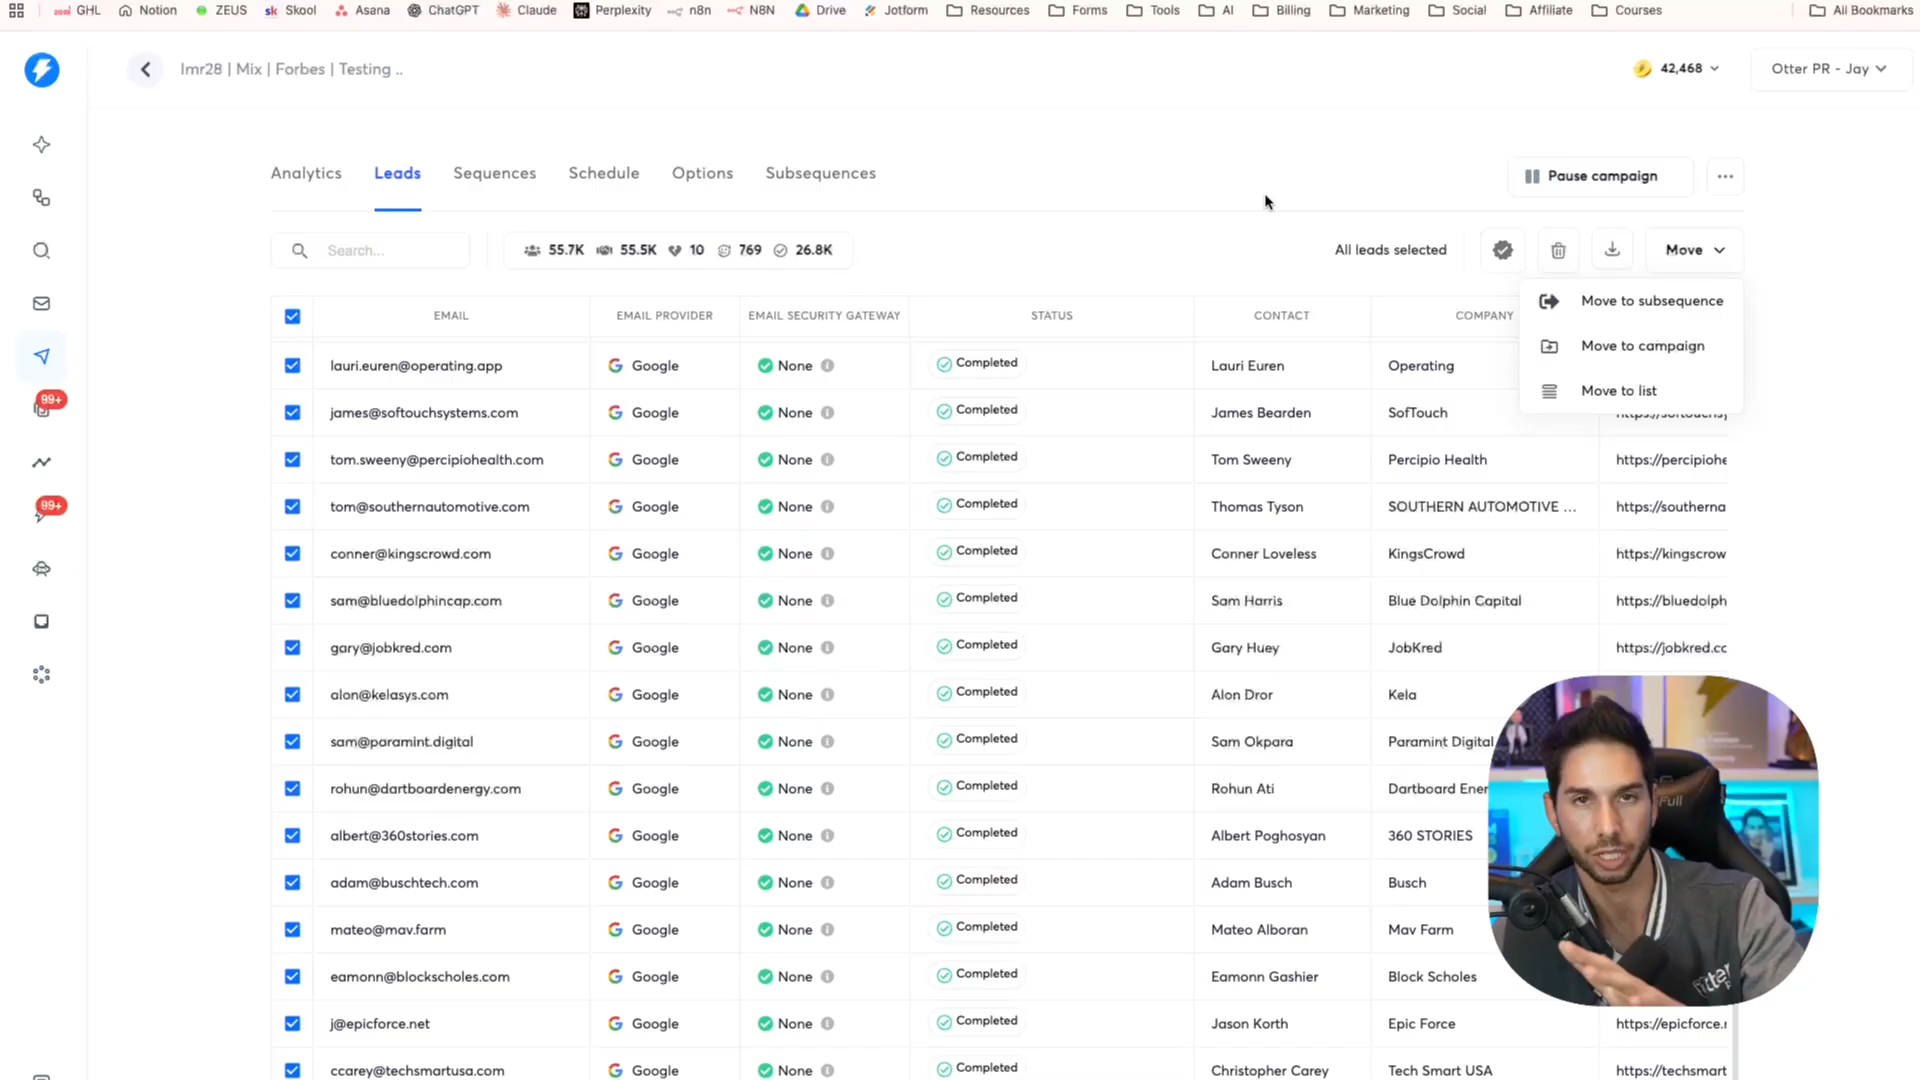 GHL Notion ZEUS sk Skool Asana ChatGPT Claude Perplexity n8n N8N Drive Jotform Resources Forms Tools AI Billing Marketing Social Affiliate Courses All Bookmarks
lmr28 | Mix | Forbes | Testing ..
42,468
Otter PR - Jay
Analytics Leads Sequences Schedule Options Subsequences
Pause campaign
Search...
55.7K 55.5K 10 769 26.8K
All leads selected
Move
Move to subsequence
Move to campaign
Move to list
99+
99+
EMAIL EMAIL PROVIDER EMAIL SECURITY GATEWAY STATUS CONTACT COMPANY
lauri.euren@operating.app Google None Completed Lauri Euren Operating
james@softouchsystems.com Google None Completed James Bearden SofTouch https://softouchsy
tom.sweeny@percipiohealth.com Google None Completed Tom Sweeny Percipio Health https://percipiohe
tom@southernautomotive.com Google None Completed Thomas Tyson SOUTHERN AUTOMOTIVE ... https://southerna
conner@kingscrowd.com Google None Completed Conner Loveless KingsCrowd https://kingscrow
sam@bluedolphincap.com Google None Completed Sam Harris Blue Dolphin Capital https://bluedolph
gary@jobkred.com Google None Completed Gary Huey JobKred https://jobkred.cc
alon@kelasys.com Google None Completed Alon Dror Kela
sam@paramint.digital Google None Completed Sam Okpara Paramint Digital
rohun@dartboardenergy.com Google None Completed Rohun Ati Dartboard Ener
albert@360stories.com Google None Completed Albert Poghosyan 360 STORIES
adam@buschtech.com Google None Completed Adam Busch Busch
mateo@mav.farm Google None Completed Mateo Alboran Mav Farm
eamonn@blockscholes.com Google None Completed Eamonn Gashier Block Scholes
j@epicforce.net Google None Completed Jason Korth Epic Force https://epicforce.r
ccarey@techsmartusa.com Google None Completed Christopher Carey Tech Smart USA https://techsmart